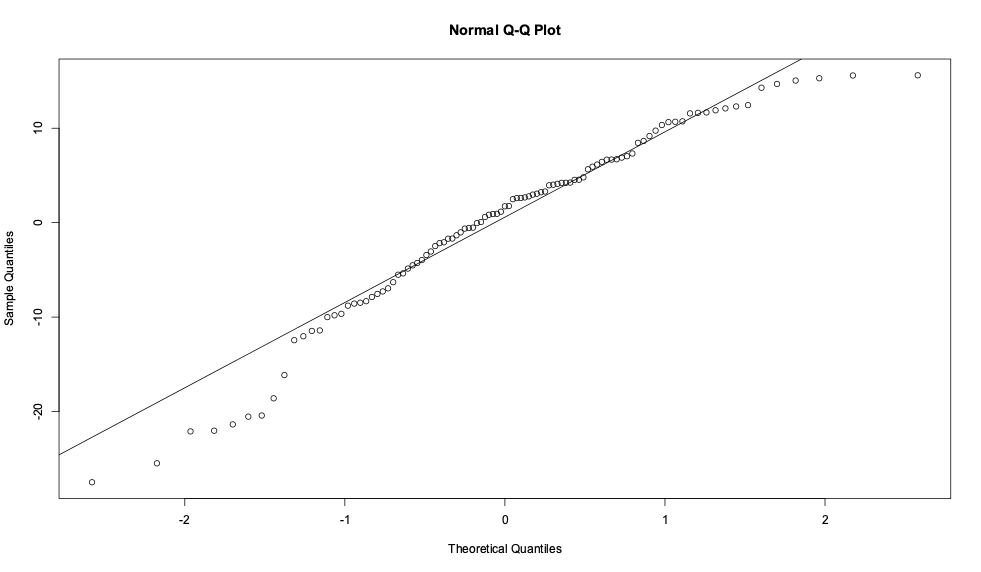 Normal Q-Q Plot
Sample Quantiles
10
0
-10
-20
-2 -1 0 1 2
Theoretical Quantiles